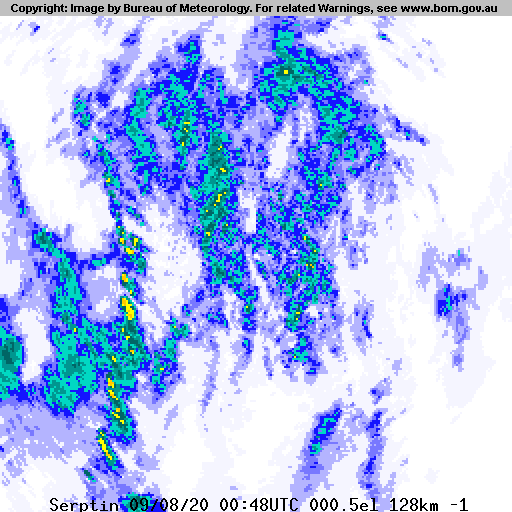 Copyright: Image by Bureau of Meteorology. For related Warnings, see www.bom.gov.au
Serptin 09/08/20 00:48UTC 000.5el 128km -1